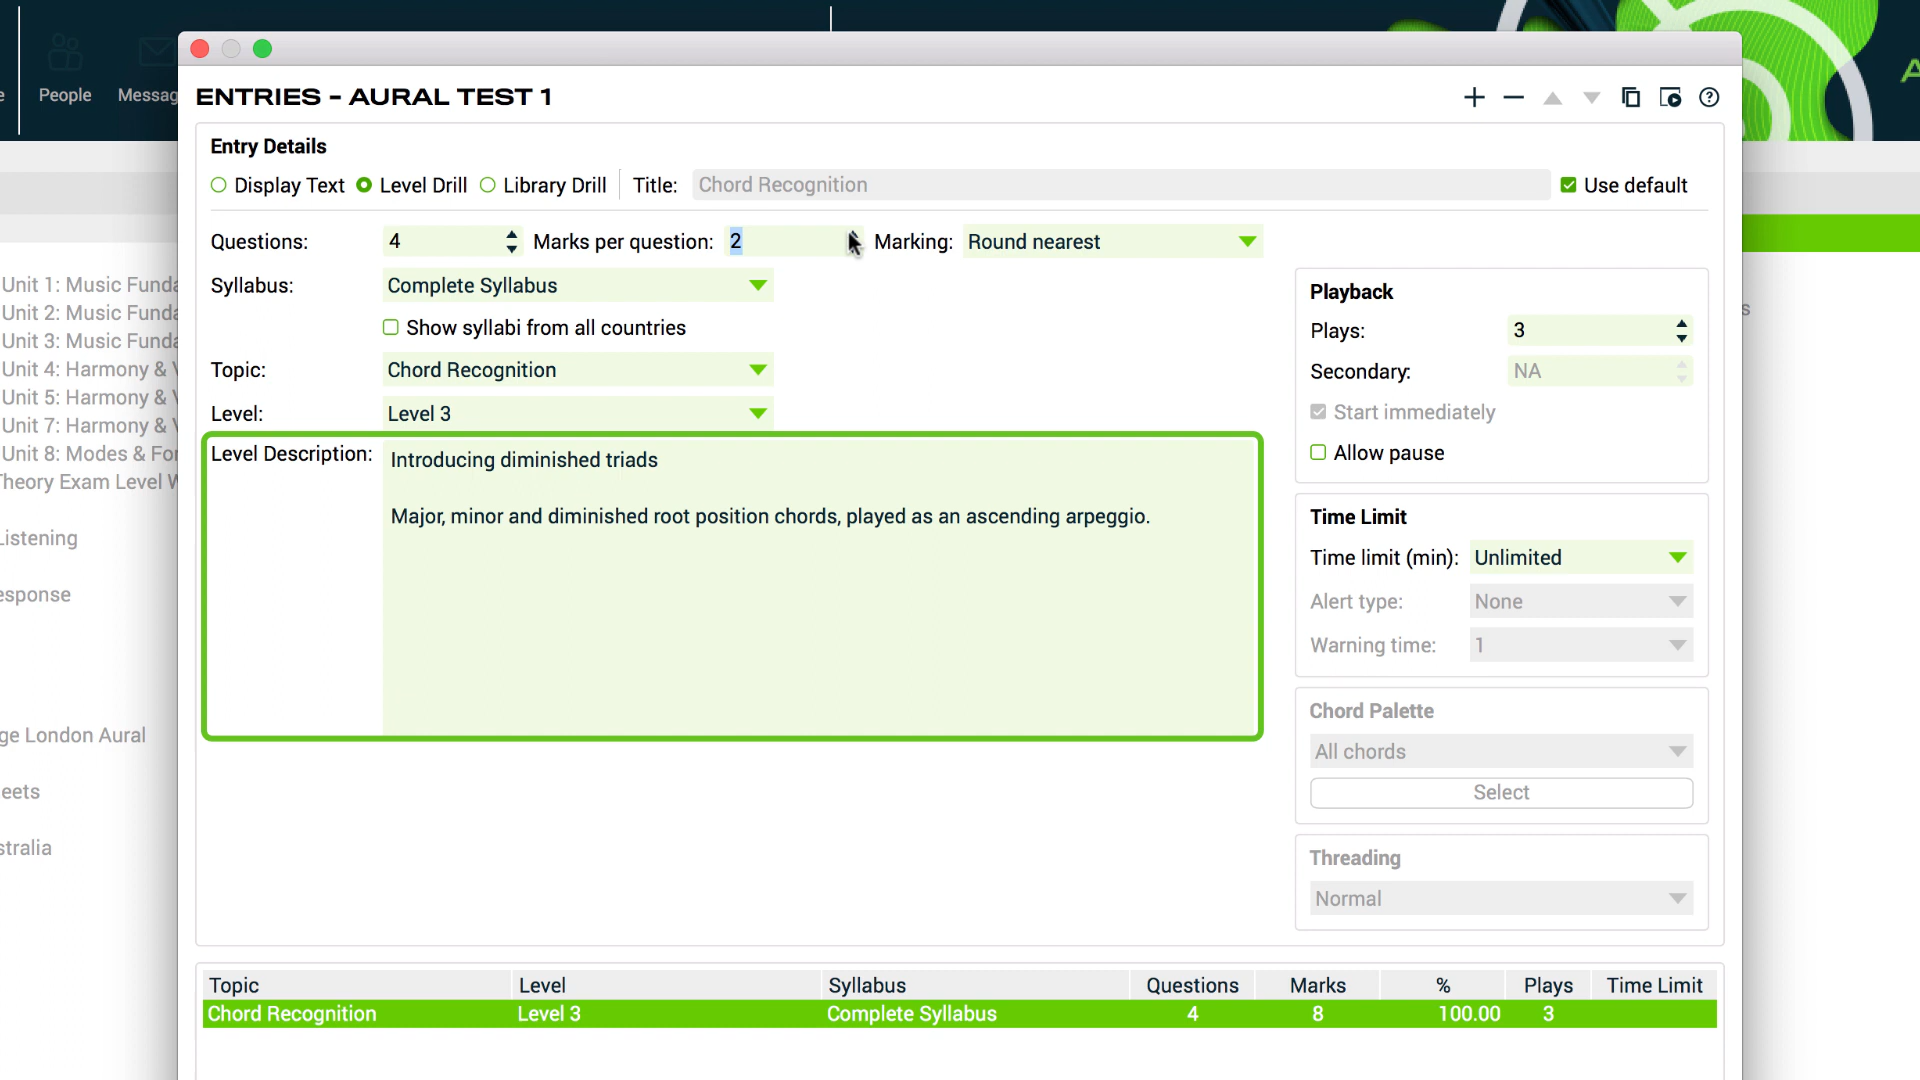 People
Messag
ENTRIES - AURAL TEST 1
Entry Details
Display Text Level Drill Library Drill Title: Chord Recognition Use default
Questions: 4 Marks per question: 2 Marking: Round nearest
Syllabus: Complete Syllabus
Show syllabi from all countries
Topic: Chord Recognition
Level: Level 3
Level Description: Introducing diminished triads
Major, minor and diminished root position chords, played as an ascending arpeggio.
Playback
Plays: 3
Secondary: NA
Start immediately
Allow pause
Time Limit
Time limit (min): Unlimited
Alert type: None
Warning time: 1
Chord Palette
All chords
Select
Threading
Normal
Topic Level Syllabus Questions Marks % Plays Time Limit
Chord Recognition Level 3 Complete Syllabus 4 8 100.00 3
Unit 1: Music Funda
Unit 2: Music Funda
Unit 3: Music Funda
Unit 4: Harmony & V
Unit 5: Harmony & V
Unit 7: Harmony & V
Unit 8: Modes & For
Theory Exam Level W
Listening
esponse
ge London Aural
eets
stralia